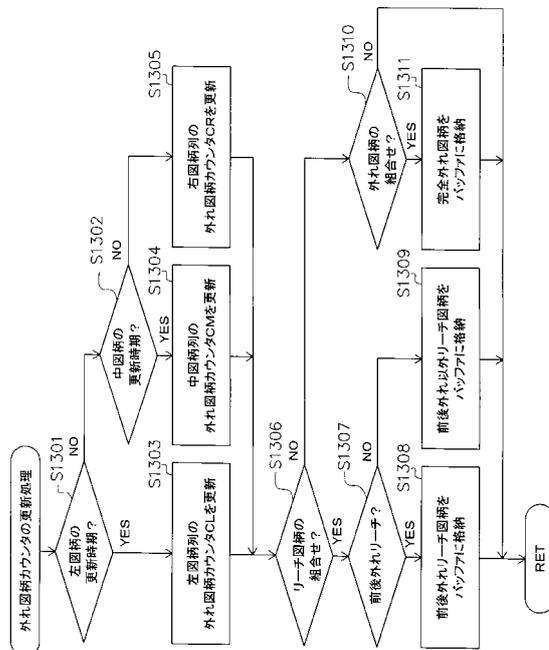 外れ図柄カウンタの更新処理
S1301
左図柄の
更新時期?
NO
YES
S1302
中図柄の
更新時期?
NO
YES
S1303
左図柄列の
外れ図柄カウンタCLを更新
S1304
中図柄列の
外れ図柄カウンタCMを更新
S1305
右図柄列の
外れ図柄カウンタCRを更新
S1306
リーチ図柄の
組合せ?
NO
YES
S1307
前後外れリーチ?
NO
YES
S1310
外れ図柄の
組合せ?
NO
YES
S1308
前後外れリーチ図柄を
バッファに格納
S1309
前後外れ以外リーチ図柄を
バッファに格納
S1311
完全外れ図柄を
バッファに格納
RET